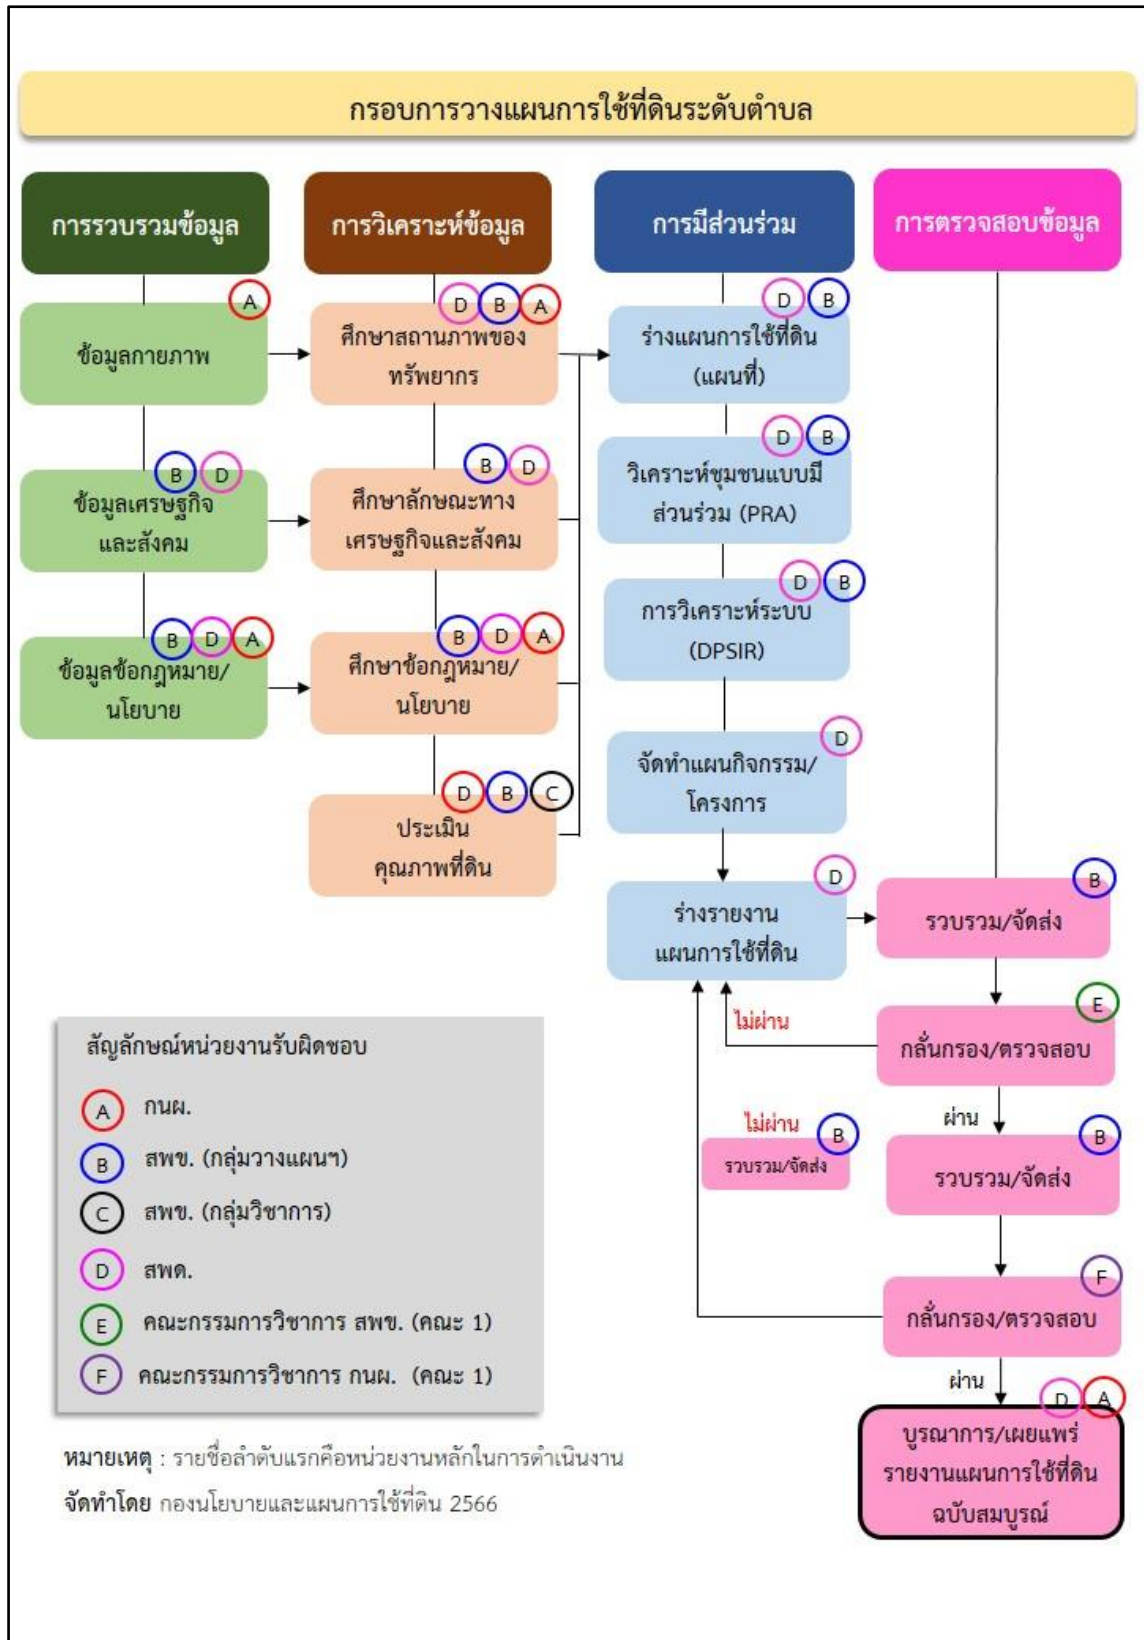 กรอบการวางแผนการใช้ที่ดินระดับตำบล
การรวบรวมข้อมูล
A
ข้อมูลกายภาพ
B D
ข้อมูลเศรษฐกิจ
และสังคม
B D A
ข้อมูลข้อกฎหมาย/
นโยบาย
การวิเคราะห์ข้อมูล
D B A
ศึกษาสถานภาพของ
ทรัพยากร
B D
ศึกษาลักษณะทาง
เศรษฐกิจและสังคม
B D A
ศึกษาข้อกฎหมาย/
นโยบาย
D B C
ประเมิน
คุณภาพที่ดิน
การมีส่วนร่วม
D B
ร่างแผนการใช้ที่ดิน
(แผนที่)
D B
วิเคราะห์ชุมชนแบบมี
ส่วนร่วม (PRA)
D B
การวิเคราะห์ระบบ
(DPSIR)
D
จัดทำแผนกิจกรรม/
โครงการ
D
ร่างรายงาน
แผนการใช้ที่ดิน
การตรวจสอบข้อมูล
B
รวบรวม/จัดส่ง
E
ไม่ผ่าน
กลั่นกรอง/ตรวจสอบ
ผ่าน
ไม่ผ่าน
B
รวบรวม/จัดส่ง
B
รวบรวม/จัดส่ง
F
กลั่นกรอง/ตรวจสอบ
ผ่าน
D A
บูรณาการ/เผยแพร่
รายงานแผนการใช้ที่ดิน
ฉบับสมบูรณ์
สัญลักษณ์หน่วยงานรับผิดชอบ
A กนผ.
B สพข. (กลุ่มวางแผนฯ)
C สพข. (กลุ่มวิชาการ)
D สพด.
E คณะกรรมการวิชาการ สพข. (คณะ 1)
F คณะกรรมการวิชาการ กนผ. (คณะ 1)
หมายเหตุ : รายชื่อลำดับแรกคือหน่วยงานหลักในการดำเนินงาน
จัดทำโดย กองนโยบายและแผนการใช้ที่ดิน 2566